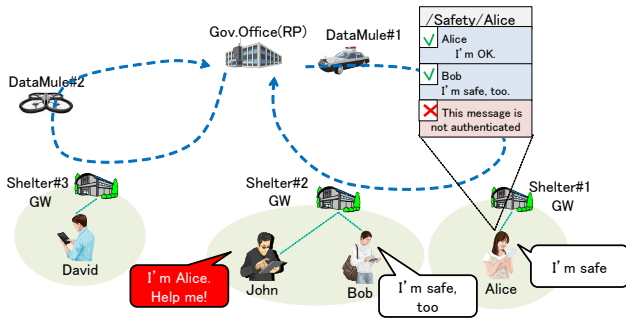 /Safety/Alice
Gov.Office(RP)
DataMule#1
Alice
I'm OK.
Bob
I'm safe, too.
This message is
not authenticated
DataMule#2
Shelter#3
GW
Shelter#2
GW
Shelter#1
GW
David
I'm Alice.
Help me!
John
Bob
I'm safe,
too
Alice
I'm safe